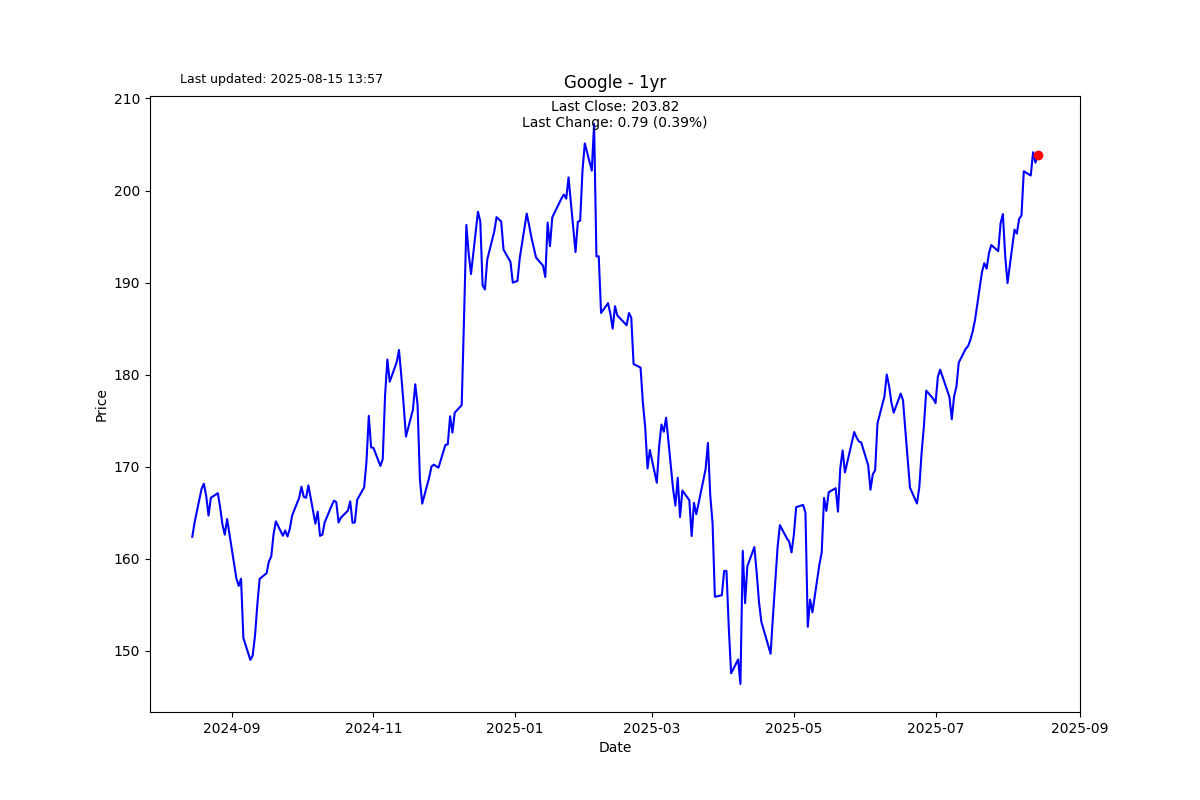 Last updated: 2025-08-15 13:57
Google - 1yr
Last Close: 203.82
Last Change: 0.79 (0.39%)
210
200
190
180
170
160
150
Price
2024-09
2024-11
2025-01
2025-03
2025-05
2025-07
2025-09
Date